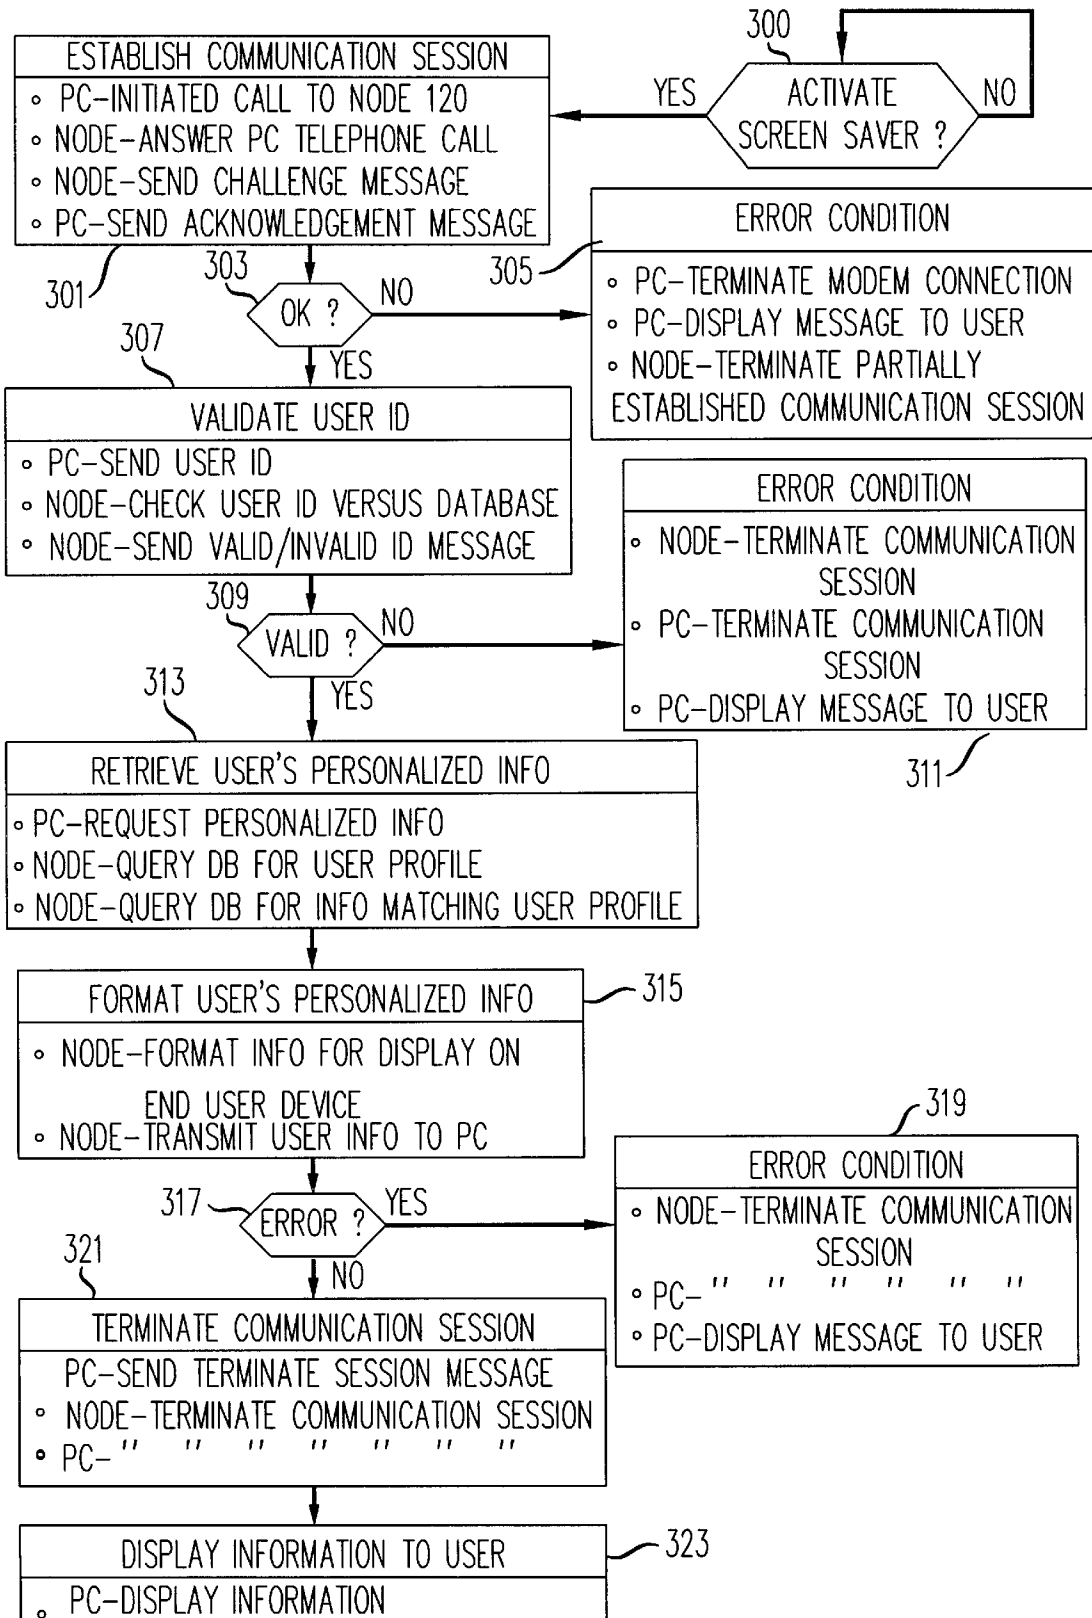 300
ACTIVATE
SCREEN SAVER ?
YES
NO
ESTABLISH COMMUNICATION SESSION
◦ PC-INITIATED CALL TO NODE 120
◦ NODE-ANSWER PC TELEPHONE CALL
◦ NODE-SEND CHALLENGE MESSAGE
◦ PC-SEND ACKNOWLEDGEMENT MESSAGE
301
303
OK ?
NO
YES
305
ERROR CONDITION
◦ PC-TERMINATE MODEM CONNECTION
◦ PC-DISPLAY MESSAGE TO USER
◦ NODE-TERMINATE PARTIALLY
ESTABLISHED COMMUNICATION SESSION
307
VALIDATE USER ID
◦ PC-SEND USER ID
◦ NODE-CHECK USER ID VERSUS DATABASE
◦ NODE-SEND VALID/INVALID ID MESSAGE
309
VALID ?
NO
YES
ERROR CONDITION
◦ NODE-TERMINATE COMMUNICATION
SESSION
◦ PC-TERMINATE COMMUNICATION
SESSION
◦ PC-DISPLAY MESSAGE TO USER
311
313
RETRIEVE USER'S PERSONALIZED INFO
◦ PC-REQUEST PERSONALIZED INFO
◦ NODE-QUERY DB FOR USER PROFILE
◦ NODE-QUERY DB FOR INFO MATCHING USER PROFILE
315
FORMAT USER'S PERSONALIZED INFO
◦ NODE-FORMAT INFO FOR DISPLAY ON
END USER DEVICE
◦ NODE-TRANSMIT USER INFO TO PC
317
ERROR ?
YES
NO
319
ERROR CONDITION
◦ NODE-TERMINATE COMMUNICATION
SESSION
◦ PC- " " " " " "
◦ PC-DISPLAY MESSAGE TO USER
321
TERMINATE COMMUNICATION SESSION
PC-SEND TERMINATE SESSION MESSAGE
◦ NODE-TERMINATE COMMUNICATION SESSION
◦ PC- " " " " " " "
323
DISPLAY INFORMATION TO USER
◦ PC-DISPLAY INFORMATION